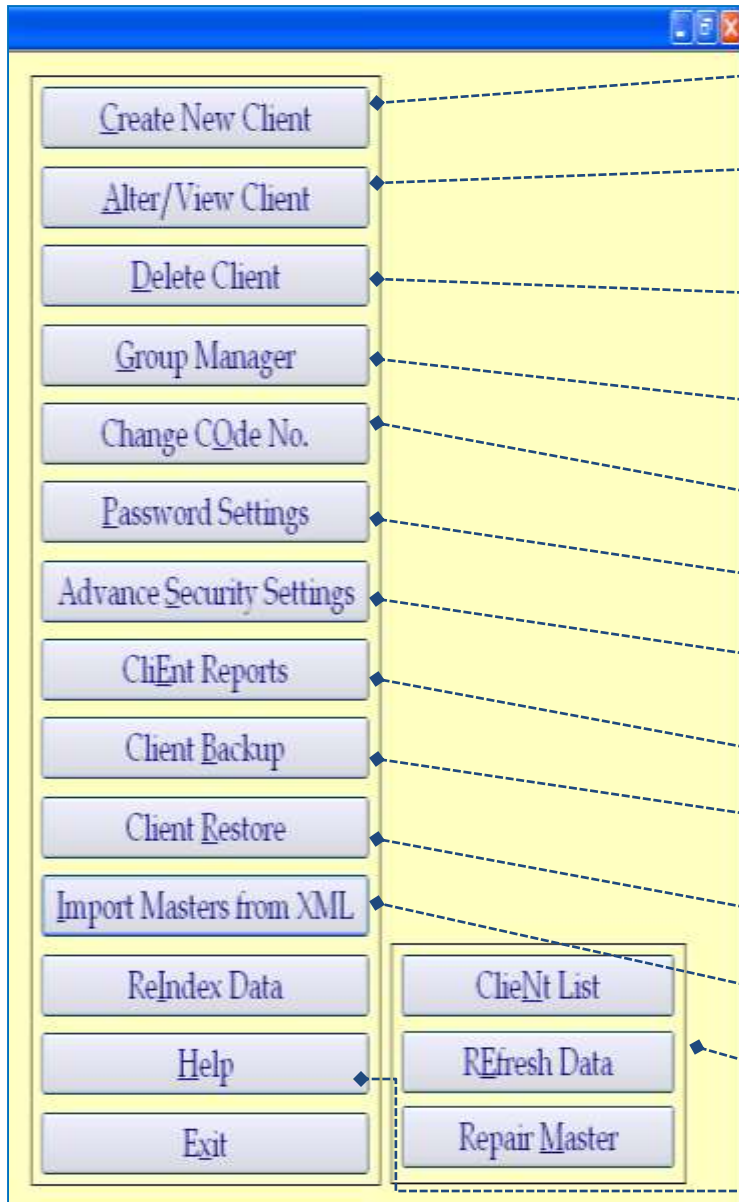 Create New Client
Alter/View Client
Delete Client
Group Manager
Change COde No.
Password Settings
Advance Security Settings
CliEnt Reports
Client Backup
Client Restore
Import Masters from XML
ReIndex Data
Help
Exit
ClieNt List
REfresh Data
Repair Master